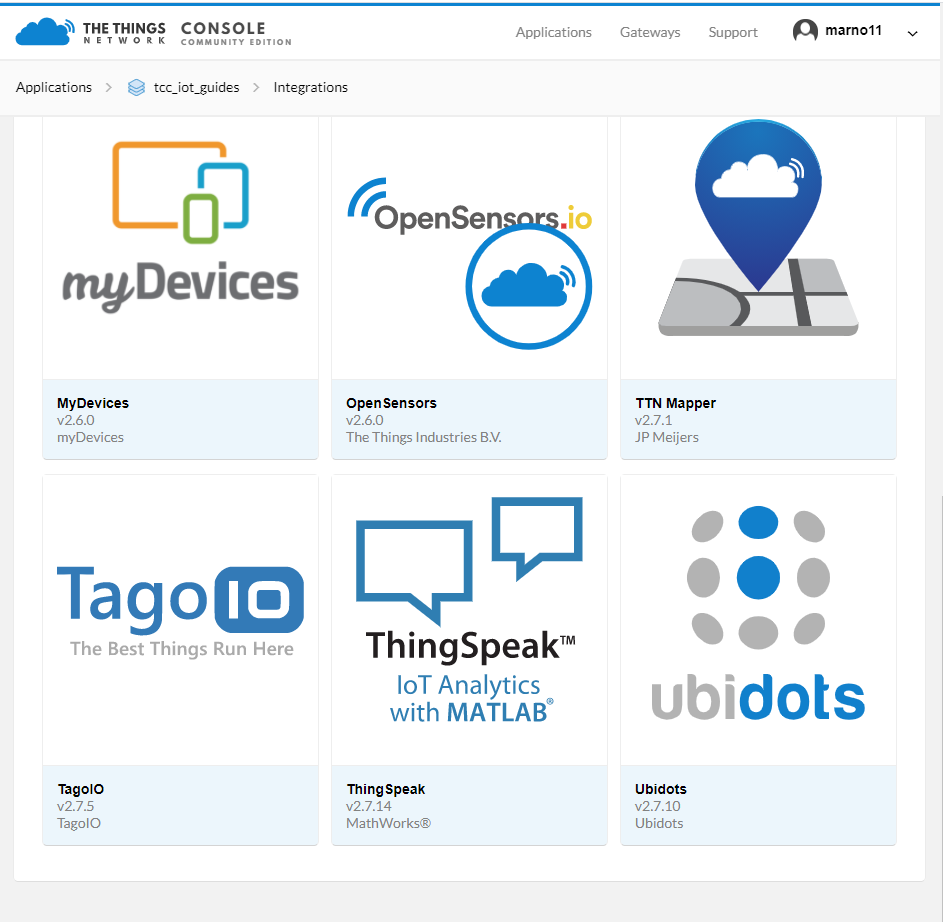 THE THINGS
NETWORK
CONSOLE
COMMUNITY EDITION
Applications
Gateways
Support
marno11
Applications
tcc_iot_guides
Integrations
myDevices
OpenSensors.io
MyDevices
v2.6.0
myDevices
OpenSensors
v2.6.0
The Things Industries B.V.
TTN Mapper
v2.7.1
JP Meijers
TagoIO
The Best Things Run Here
ThingSpeak™
IoT Analytics
with MATLAB®
ubidots
TagoIO
v2.7.5
TagoIO
ThingSpeak
v2.7.14
MathWorks®
Ubidots
v2.7.10
Ubidots